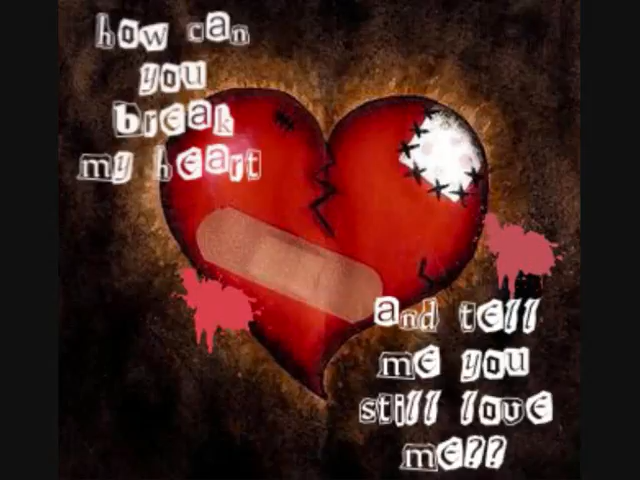 how can
you
break
my heart
and tell
me you
still love
me??